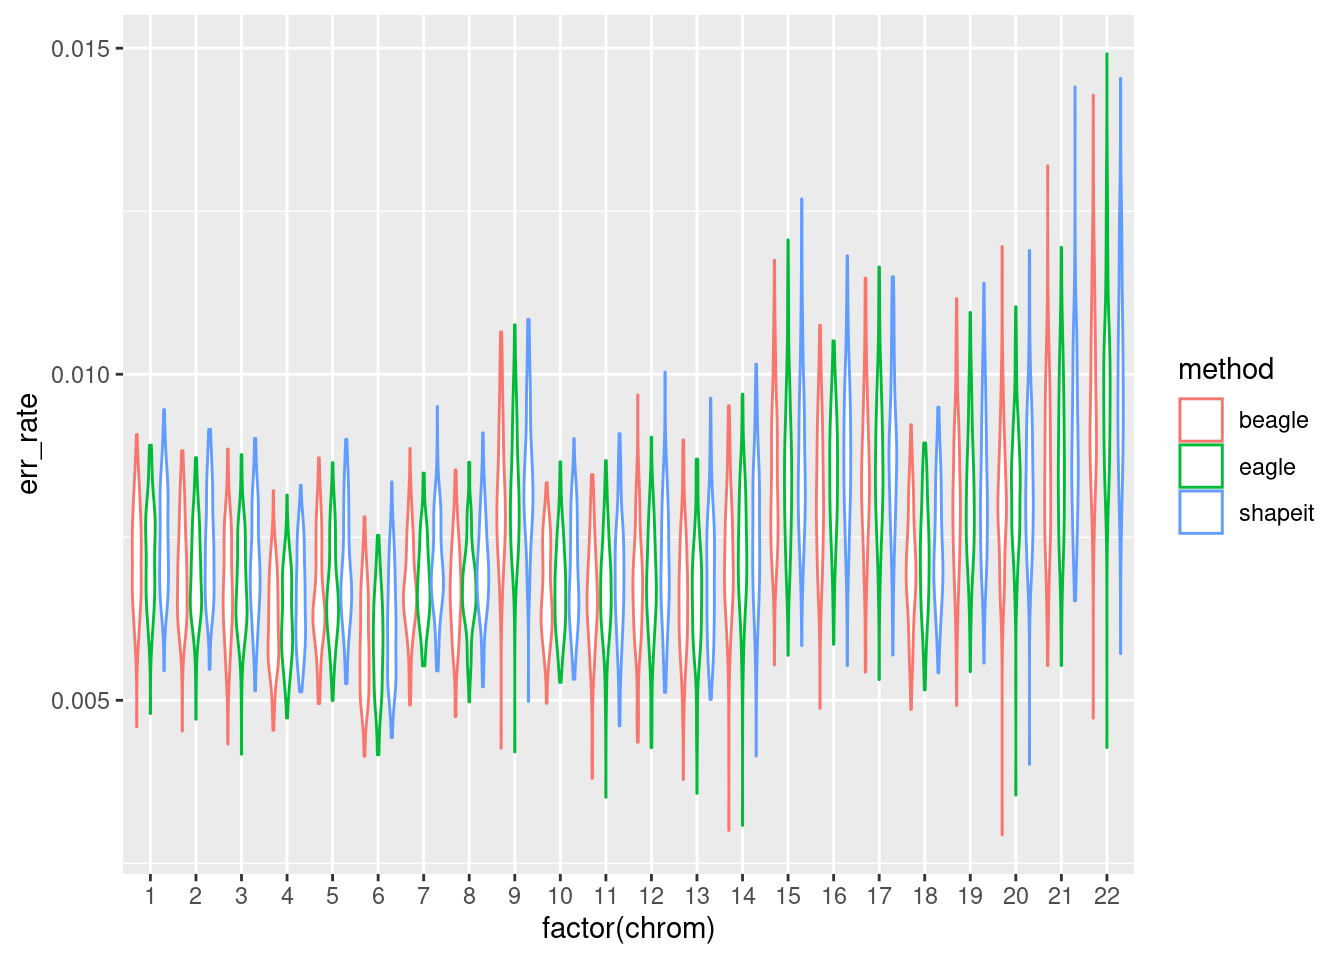 0.015
0.010
0.005
err_rate
1 2 3 4 5 6 7 8 9 10 11 12 13 14 15 16 17 18 19 20 21 22
factor(chrom)
method
beagle
eagle
shapeit